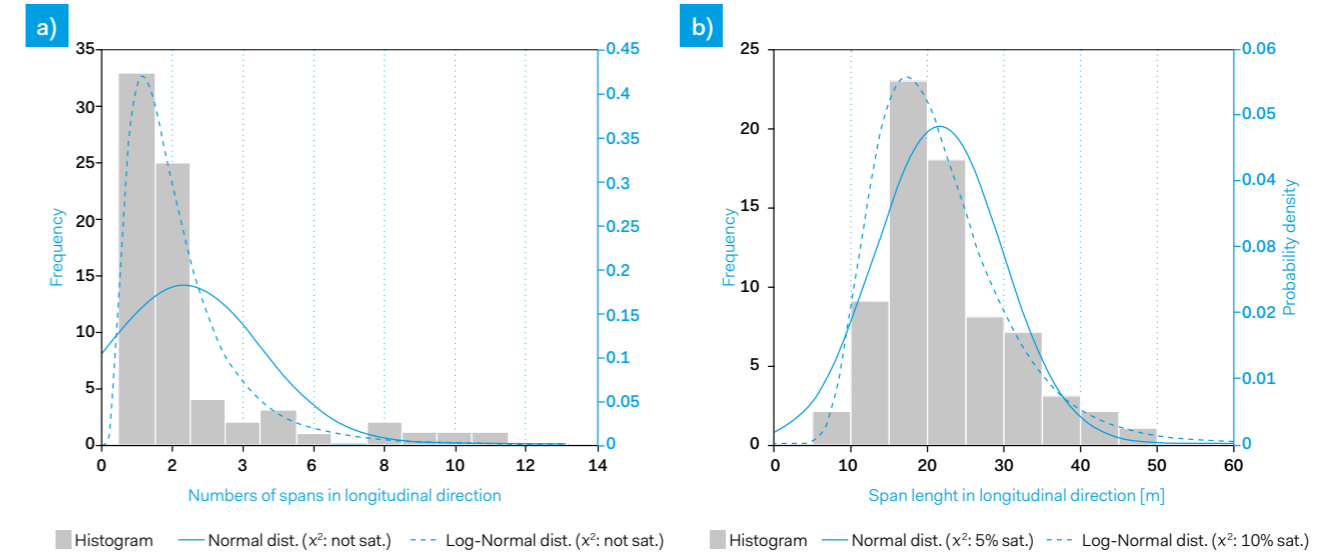 a)
35
30
25
20
15
10
5
0
Frequency
0.45
0.4
0.35
0.3
0.25
0.2
0.15
0.1
0.05
0
0 2 3 6 8 10 12 14
Numbers of spans in longitudinal direction
Histogram Normal dist. (x²: not sat.) Log-Normal dist. (x²: not sat.)
b)
25
20
15
10
5
0
Frequency
0.06
0.05
0.04
0.08
0.02
0.01
0
Probability density
0 10 20 30 40 50 60
Span lenght in longitudinal direction [m]
Histogram Normal dist. (x²: 5% sat.) Log-Normal dist. (x²: 10% sat.)